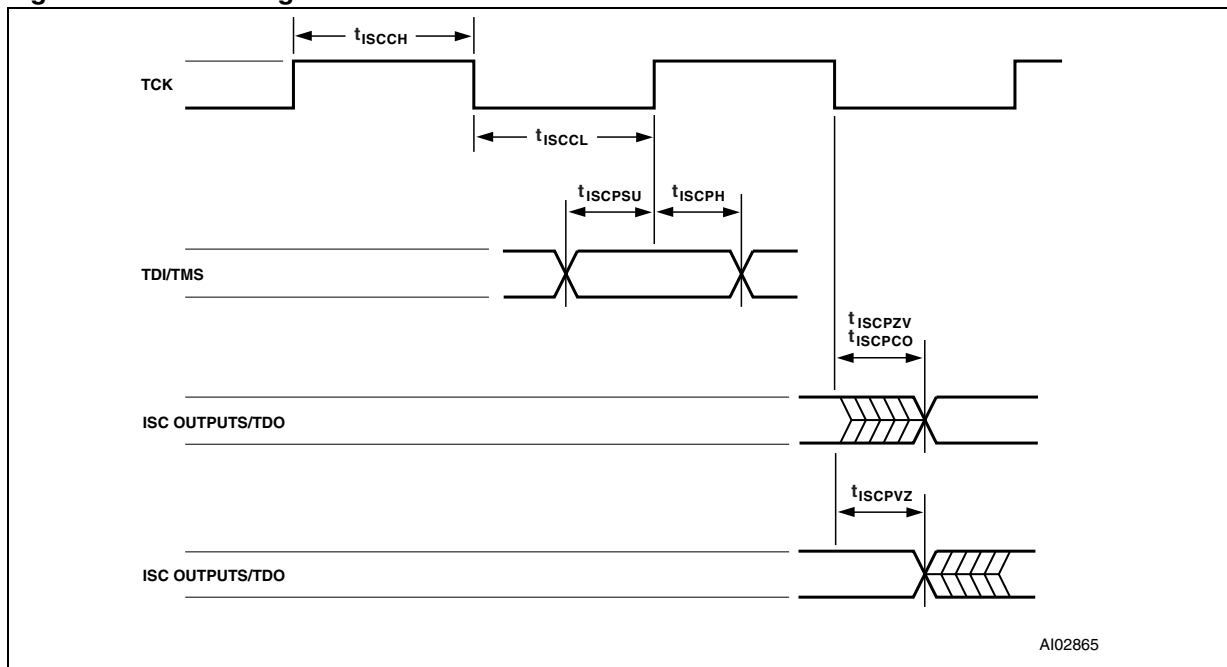 tISCCH
TCK
tISCCL
tISCPSU
tISCPH
TDI/TMS
tISCPZV
tISCPCO
ISC OUTPUTS/TDO
tISCPVZ
ISC OUTPUTS/TDO
AI02865